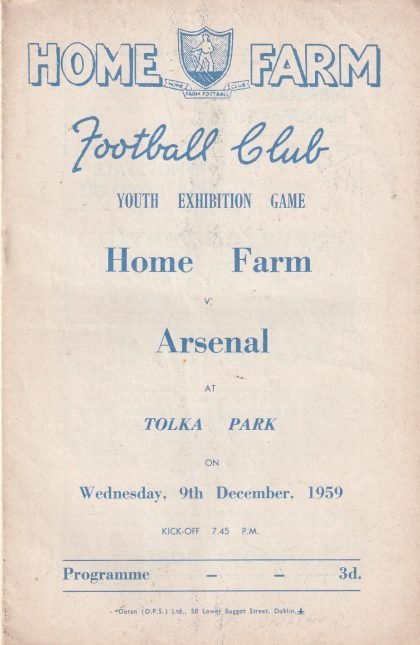 HOME FARM
HOME FARM FOOTBALL CLUB
Football Club
YOUTH EXHIBITION GAME
Home Farm
v.
Arsenal
AT
TOLKA PARK
ON
Wednesday, 9th December, 1959
KICK-OFF 7.45 P.M.
Programme – – 3d.
Doran (D.P.S.) Ltd., 50 Lower Baggot Street, Dublin,